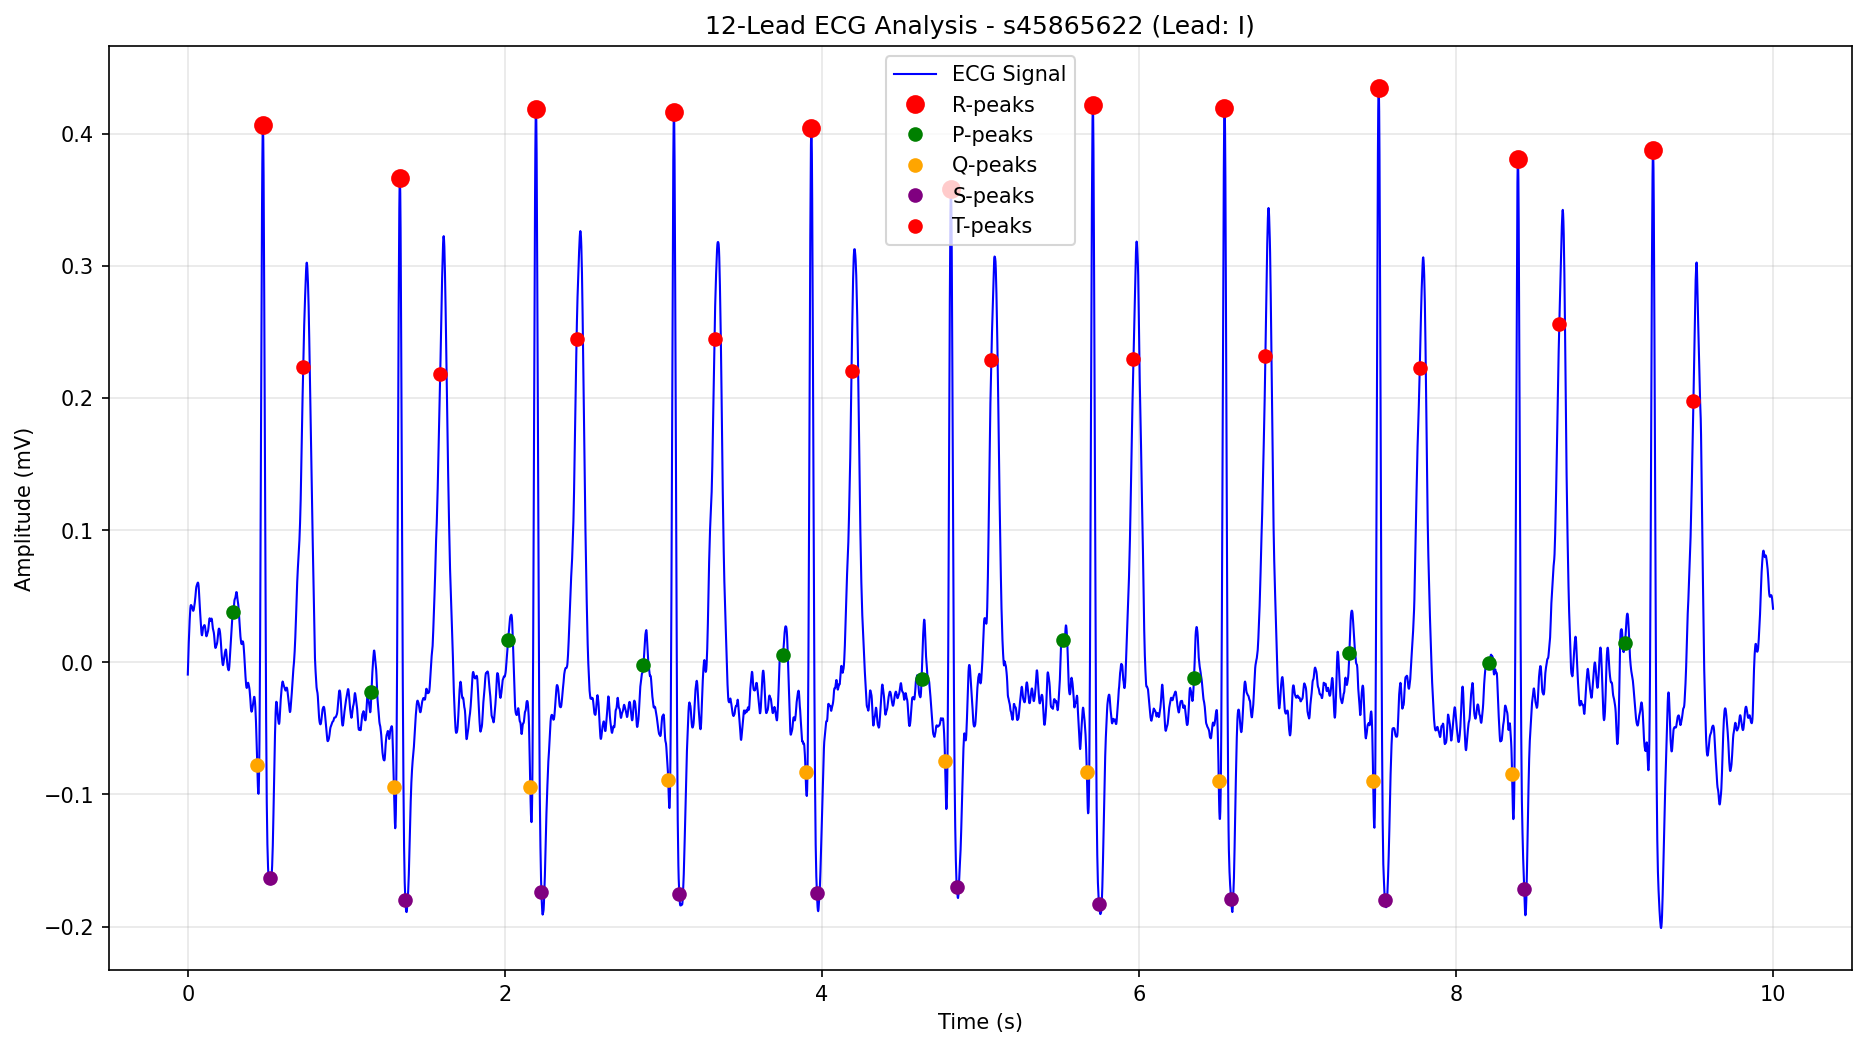 12-Lead ECG Analysis - s45865622 (Lead: I)
ECG Signal
R-peaks
P-peaks
Q-peaks
S-peaks
T-peaks
Amplitude (mV)
0.4
0.3
0.2
0.1
0.0
−0.1
−0.2
0 2 4 6 8 10
Time (s)